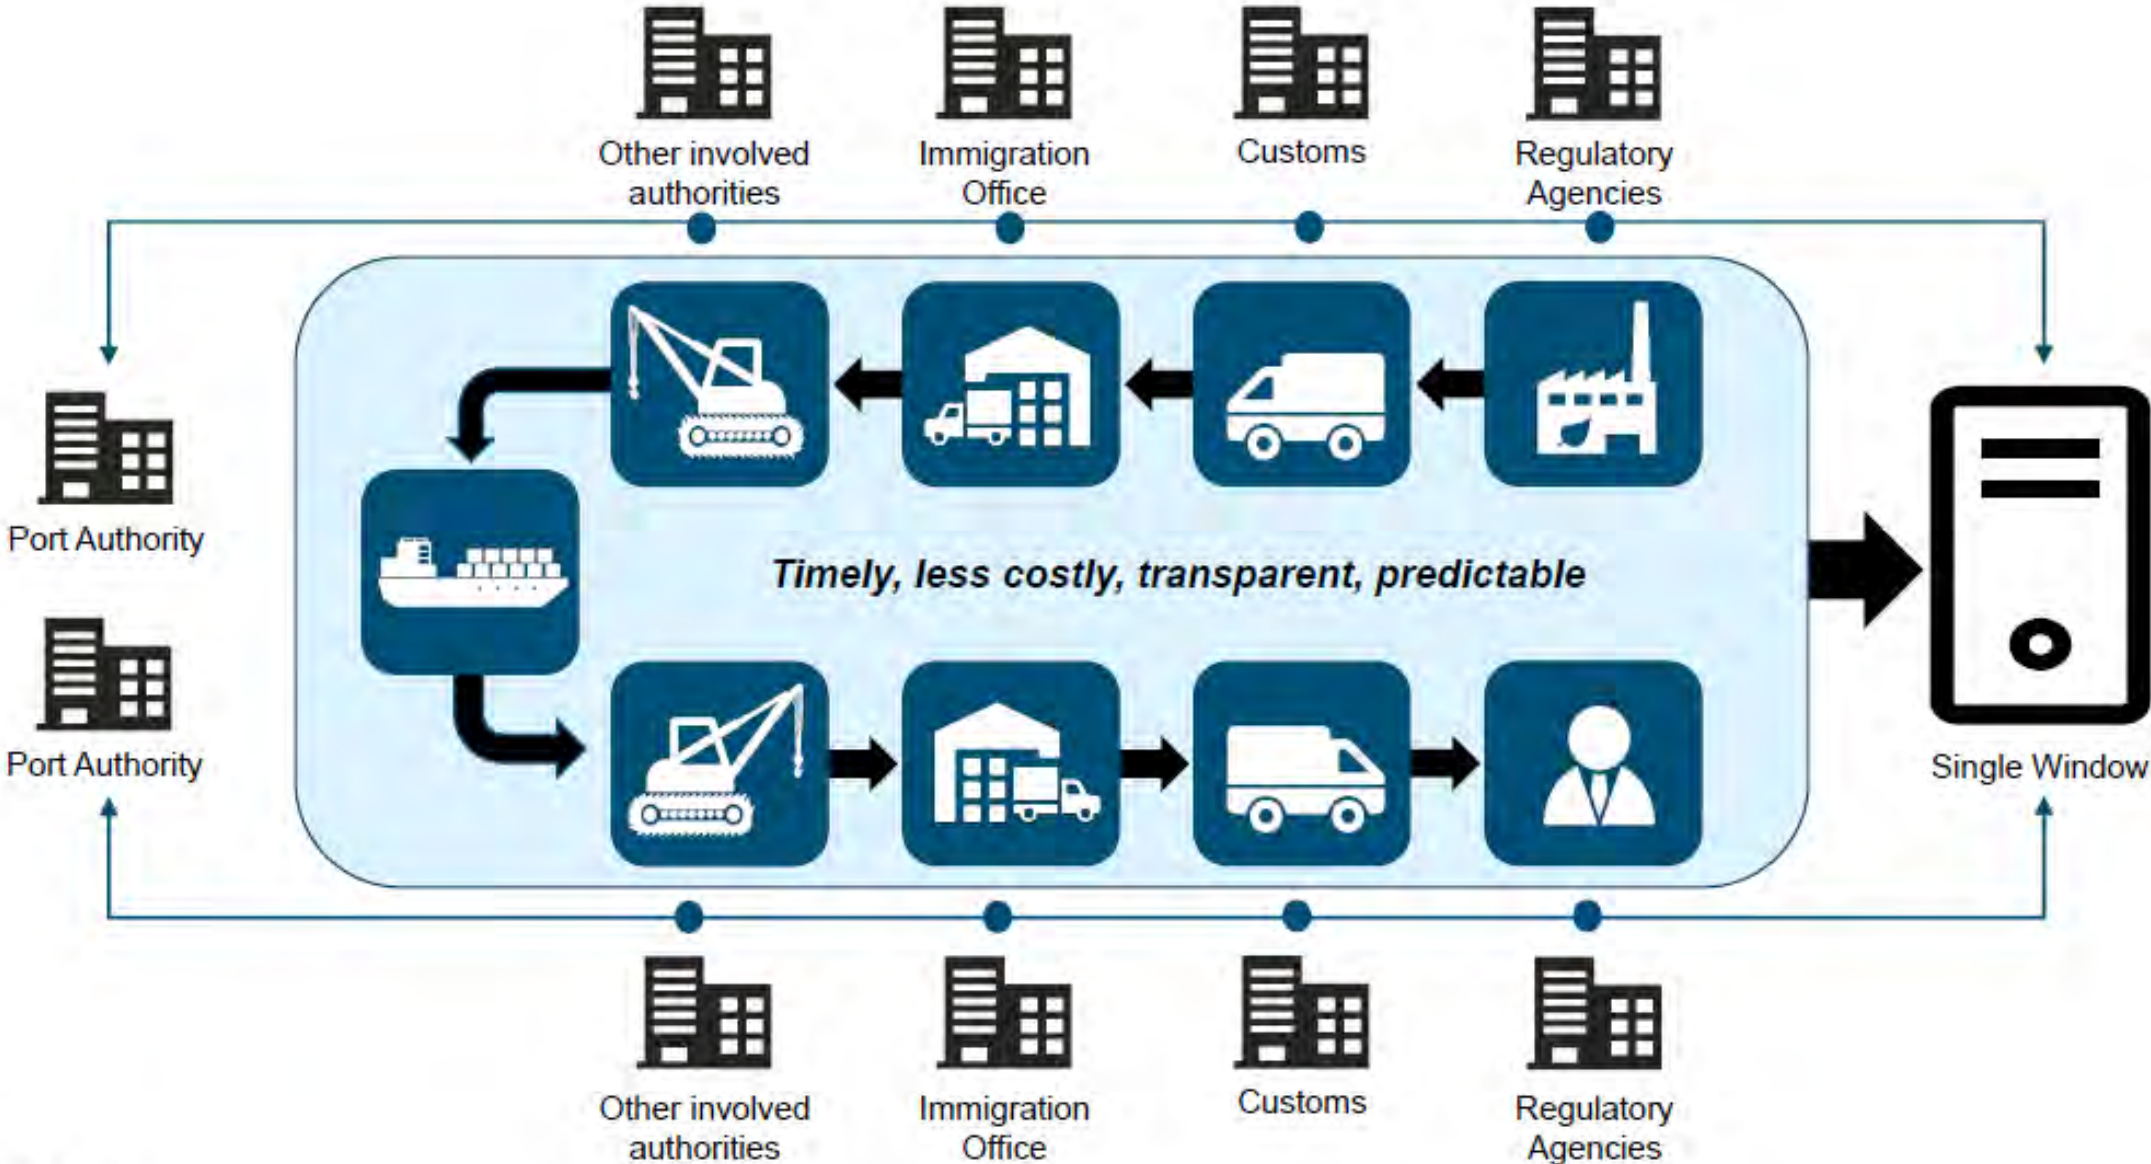 Other involved
authorities
Immigration
Office
Customs
Regulatory
Agencies
Port Authority
Timely, less costly, transparent, predictable
Port Authority
Single Window
Other involved
authorities
Immigration
Office
Customs
Regulatory
Agencies